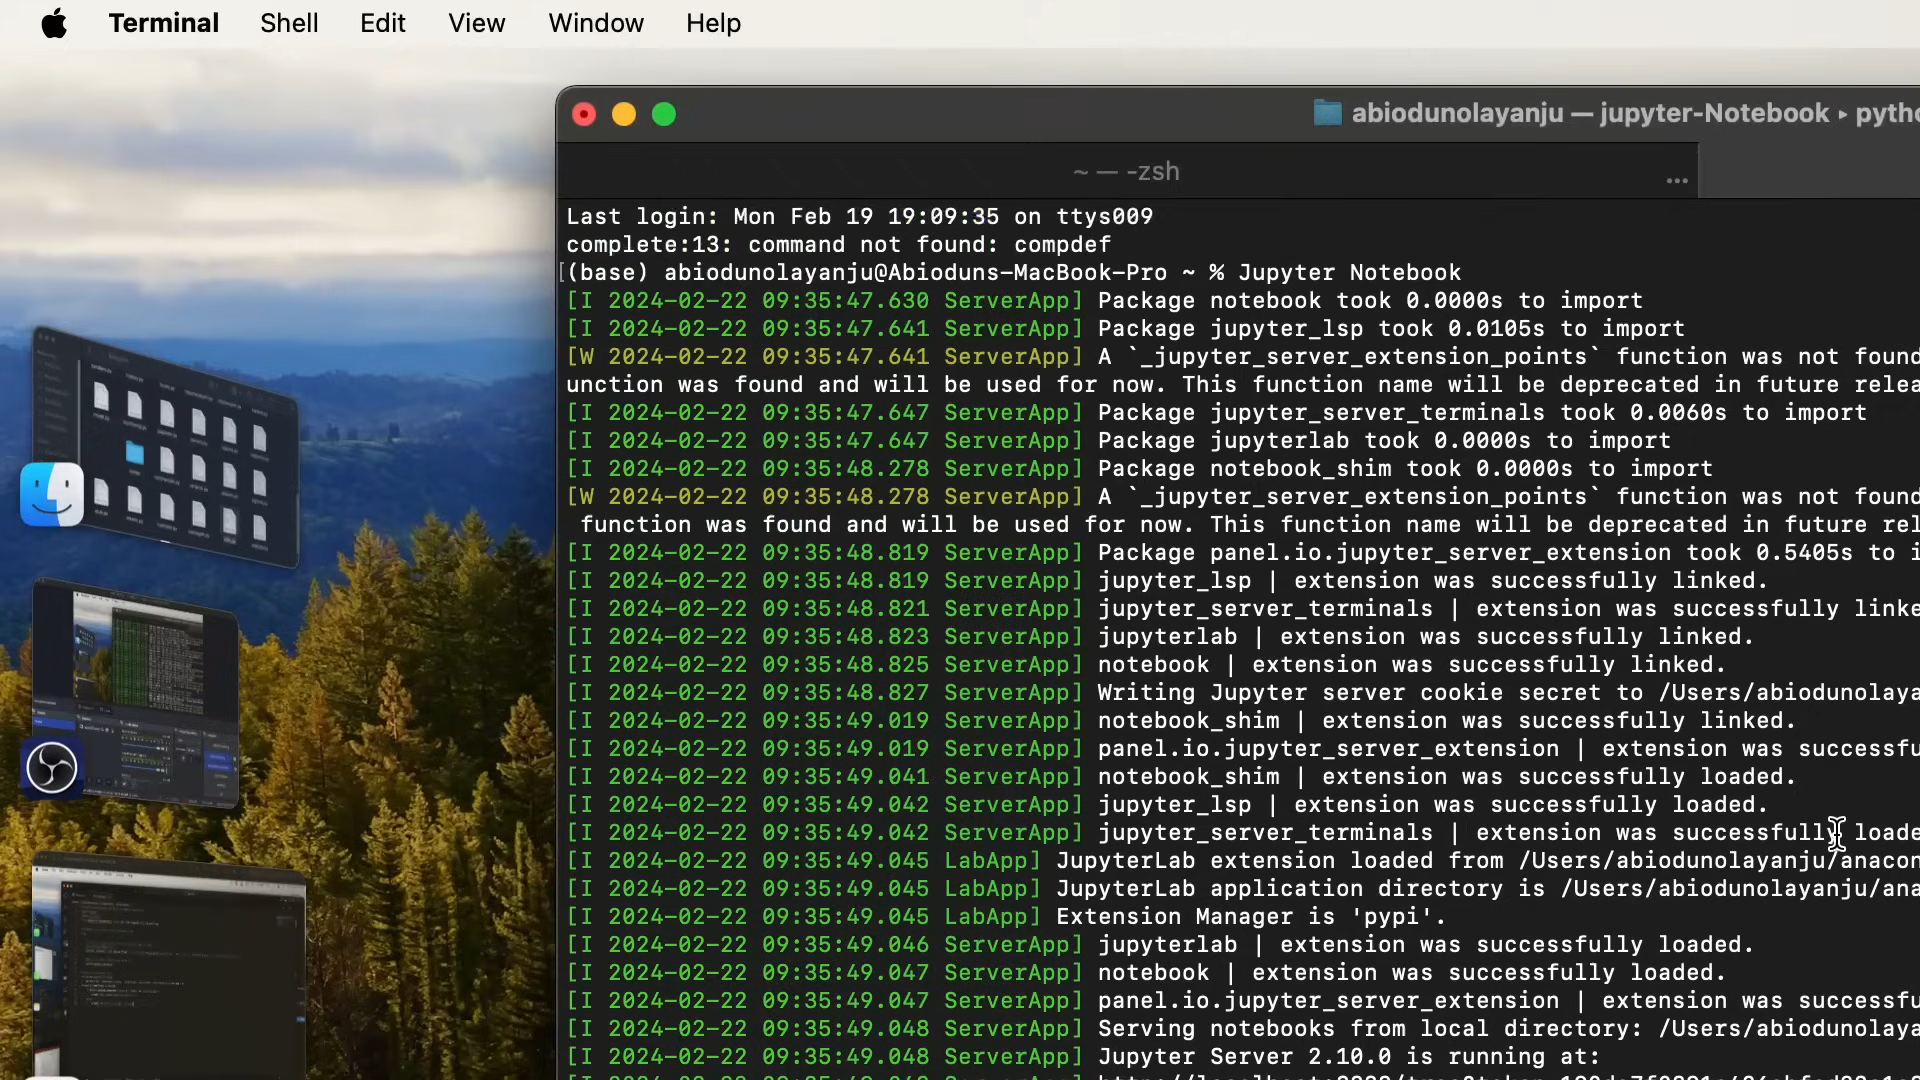 Terminal Shell Edit View Window Help
abiodunolayanju — jupyter-Notebook ▸ pytho
~ — -zsh ...
Last login: Mon Feb 19 19:09:35 on ttys009
complete:13: command not found: compdef
[(base) abiodunolayanju@Abioduns-MacBook-Pro ~ % Jupyter Notebook
[I 2024-02-22 09:35:47.630 ServerApp] Package notebook took 0.0000s to import
[I 2024-02-22 09:35:47.641 ServerApp] Package jupyter_lsp took 0.0105s to import
[W 2024-02-22 09:35:47.641 ServerApp] A `_jupyter_server_extension_points` function was not found
unction was found and will be used for now. This function name will be deprecated in future relea
[I 2024-02-22 09:35:47.647 ServerApp] Package jupyter_server_terminals took 0.0060s to import
[I 2024-02-22 09:35:47.647 ServerApp] Package jupyterlab took 0.0000s to import
[I 2024-02-22 09:35:48.278 ServerApp] Package notebook_shim took 0.0000s to import
[W 2024-02-22 09:35:48.278 ServerApp] A `_jupyter_server_extension_points` function was not found
function was found and will be used for now. This function name will be deprecated in future rel
[I 2024-02-22 09:35:48.819 ServerApp] Package panel.io.jupyter_server_extension took 0.5405s to i
[I 2024-02-22 09:35:48.819 ServerApp] jupyter_lsp | extension was successfully linked.
[I 2024-02-22 09:35:48.821 ServerApp] jupyter_server_terminals | extension was successfully linke
[I 2024-02-22 09:35:48.823 ServerApp] jupyterlab | extension was successfully linked.
[I 2024-02-22 09:35:48.825 ServerApp] notebook | extension was successfully linked.
[I 2024-02-22 09:35:48.827 ServerApp] Writing Jupyter server cookie secret to /Users/abiodunolaya
[I 2024-02-22 09:35:49.019 ServerApp] notebook_shim | extension was successfully linked.
[I 2024-02-22 09:35:49.019 ServerApp] panel.io.jupyter_server_extension | extension was successfu
[I 2024-02-22 09:35:49.041 ServerApp] notebook_shim | extension was successfully loaded.
[I 2024-02-22 09:35:49.042 ServerApp] jupyter_lsp | extension was successfully loaded.
[I 2024-02-22 09:35:49.042 ServerApp] jupyter_server_terminals | extension was successfully loade
[I 2024-02-22 09:35:49.045 LabApp] JupyterLab extension loaded from /Users/abiodunolayanju/anacon
[I 2024-02-22 09:35:49.045 LabApp] JupyterLab application directory is /Users/abiodunolayanju/ana
[I 2024-02-22 09:35:49.045 LabApp] Extension Manager is 'pypi'.
[I 2024-02-22 09:35:49.046 ServerApp] jupyterlab | extension was successfully loaded.
[I 2024-02-22 09:35:49.047 ServerApp] notebook | extension was successfully loaded.
[I 2024-02-22 09:35:49.047 ServerApp] panel.io.jupyter_server_extension | extension was successfu
[I 2024-02-22 09:35:49.048 ServerApp] Serving notebooks from local directory: /Users/abiodunolaya
[I 2024-02-22 09:35:49.048 ServerApp] Jupyter Server 2.10.0 is running at: